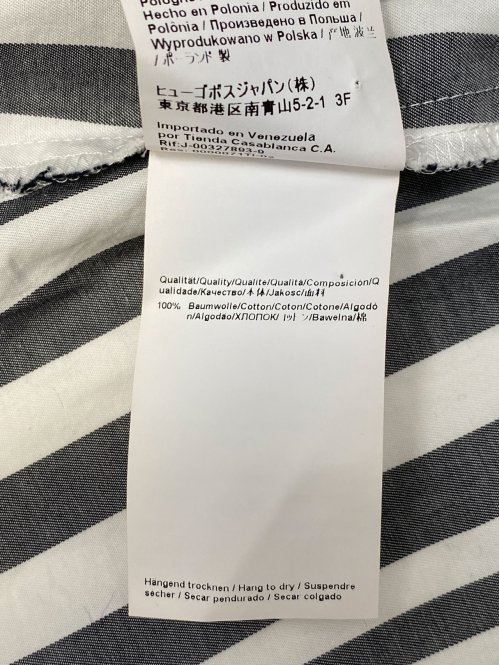 Hecho en Polonia / Produzido em
Polônia / Произведено в Польша /
Wyprodukowano w Polska / 产地波兰
/ ポーランド 製
ヒューゴボスジャパン(株)
東京都港区南青山5-2-1 3F
Importado en Venezuela
por Tienda Casablanca C.A.
Rif:J-00327893-0
Qualität/Quality/Qualite/Qualità/Composición/Q
ualidade/Качество/本体/Jakosc/面料
100% Baumwolle/Cotton/Coton/Cotone/Algodó
n/Algodão/ХЛОПОК/コットン/Bawelna/棉
Hängend trocknen / Hang to dry / Suspendre
sécher / Secar pendurado / Secar colgado